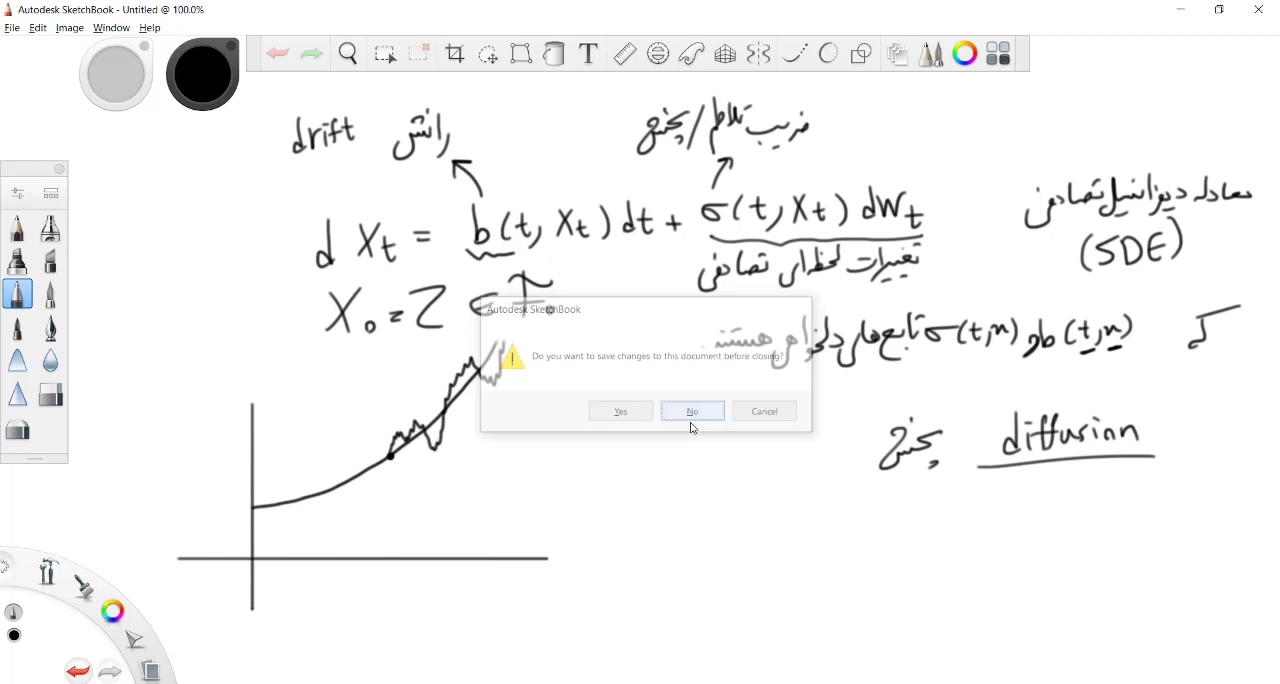 Autodesk SketchBook - Untitled @ 100.0%
File Edit Image Window Help
drift رانش
ضریب تلاطم/پخش
معادله دیفرانسیل تصادفی
(SDE)
d Xt = b(t, Xt) dt + σ(t, Xt) dWt
تغییرات لحظه‌ای تصادفی
X0 = Z ∈
که b(t,x) و σ(t,x) تابع‌های دلخواهی هستند.
diffusion پخش
Autodesk SketchBook
Do you want to save changes to this document before closing?
Yes No Cancel